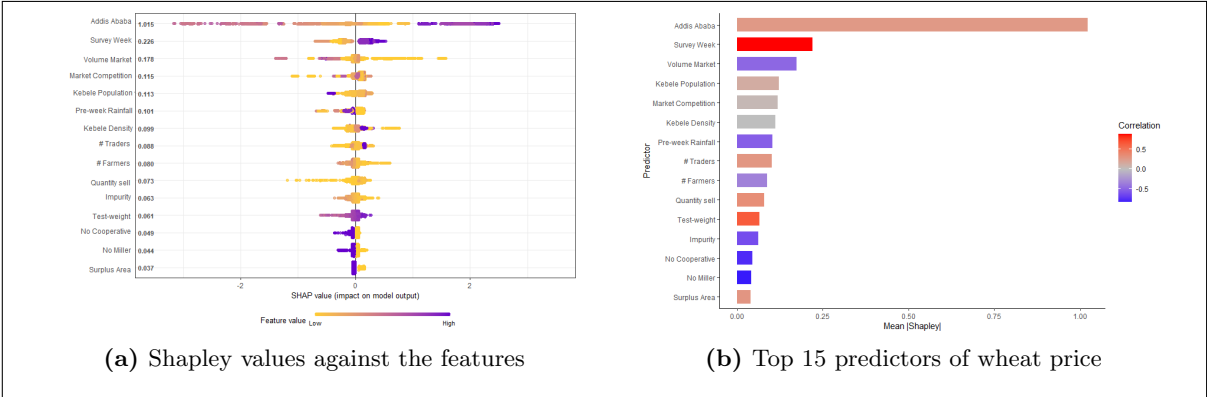 Addis Ababa 1.015
Survey Week 0.226
Volume Market 0.178
Market Competition 0.115
Kebele Population 0.113
Pre-week Rainfall 0.101
Kebele Density 0.099
# Traders 0.088
# Farmers 0.080
Quantity sell 0.073
Impurity 0.063
Test-weight 0.061
No Cooperative 0.049
No Miller 0.044
Surplus Area 0.037
-2 0 2
SHAP value (impact on model output)
Feature value Low High
(a) Shapley values against the features
Predictor
Addis Ababa
Survey Week
Volume Market
Kebele Population
Market Competition
Kebele Density
Pre-week Rainfall
# Traders
# Farmers
Quantity sell
Test-weight
Impurity
No Cooperative
No Miller
Surplus Area
0.00 0.25 0.50 0.75 1.00
Mean |Shapley|
Correlation
0.5
0.0
-0.5
(b) Top 15 predictors of wheat price